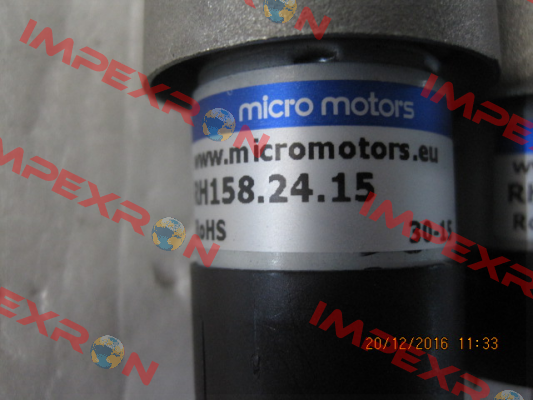 micro motors
www.micromotors.eu
RH158.24.15
RoHS 30-15
R
20/12/2016 11:33
IMPEXRON
IMPEXRON
IMPEXRON
IMPEXRON
IMPEXRON
IMPEXRON